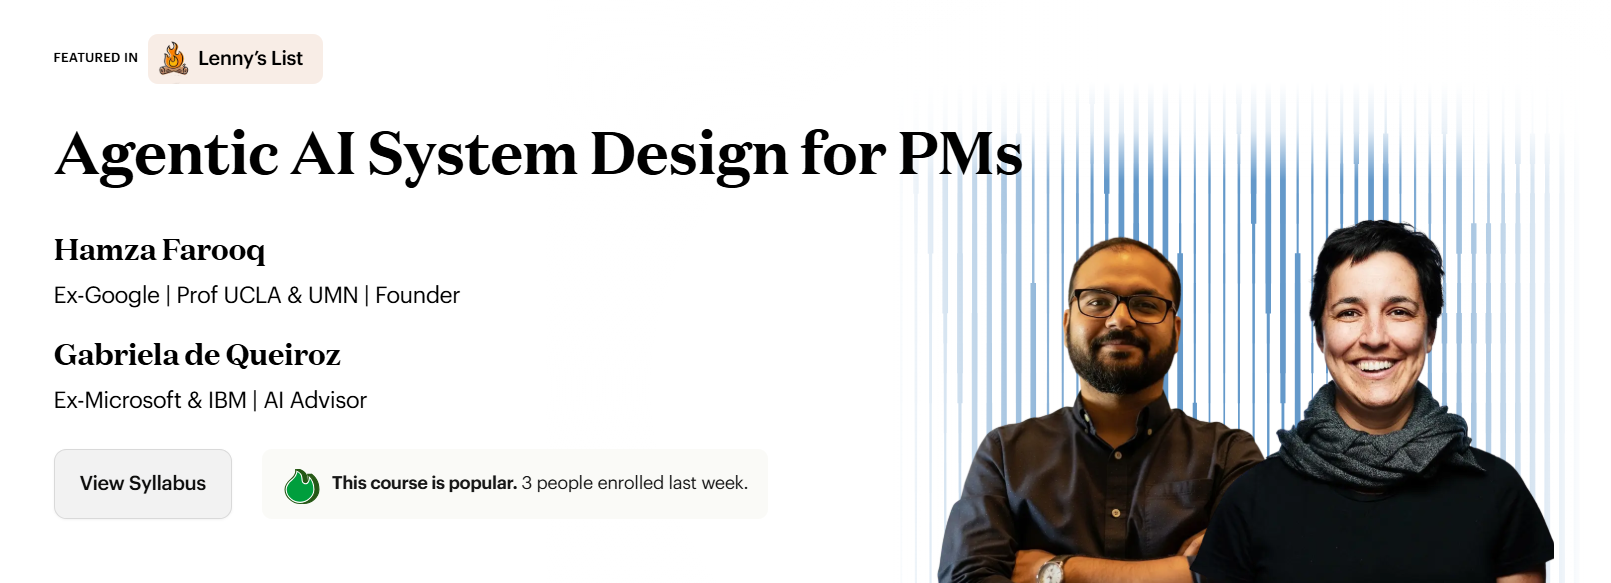 FEATURED IN Lenny’s List
Agentic AI System Design for PMs
Hamza Farooq
Ex-Google | Prof UCLA & UMN | Founder
Gabriela de Queiroz
Ex-Microsoft & IBM | AI Advisor
View Syllabus
This course is popular. 3 people enrolled last week.